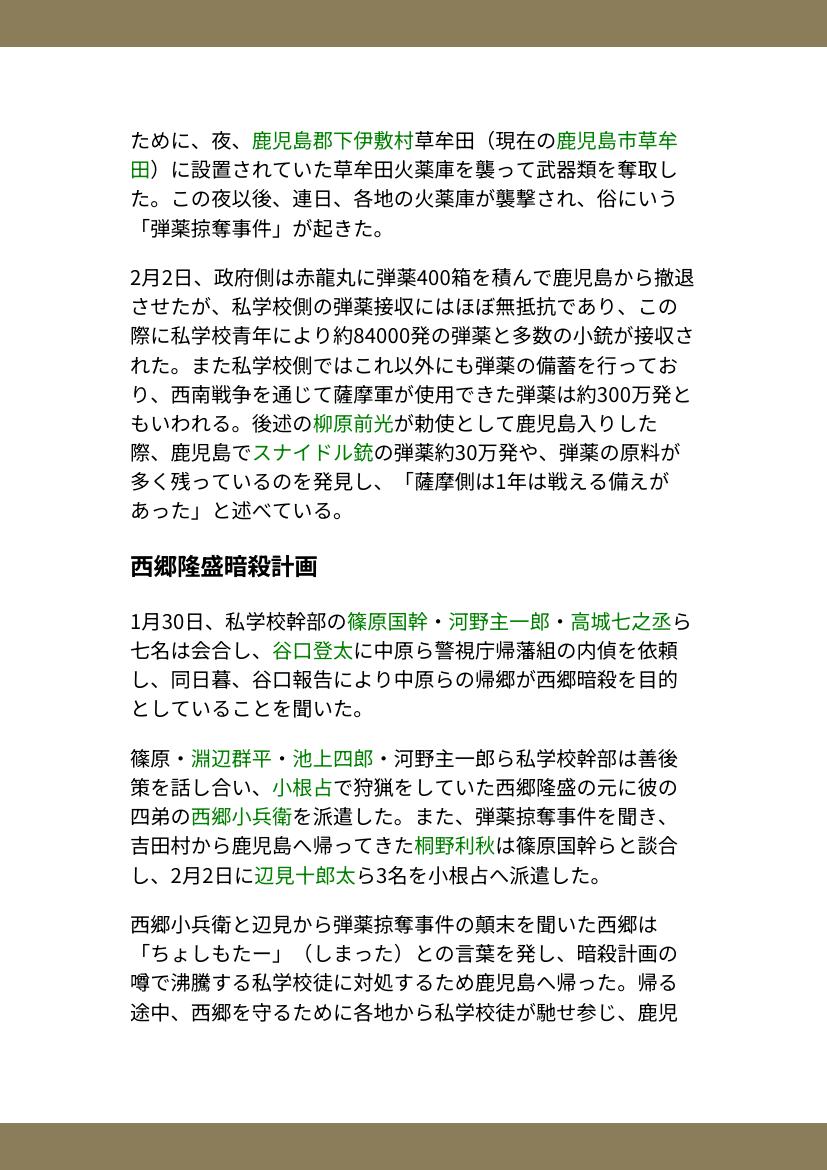 ために、夜、鹿児島郡下伊敷村草牟田（現在の鹿児島市草牟
田）に設置されていた草牟田火薬庫を襲って武器類を奪取し
た。この夜以後、連日、各地の火薬庫が襲撃され、俗にいう
「弾薬掠奪事件」が起きた。
2月2日、政府側は赤龍丸に弾薬400箱を積んで鹿児島から撤退
させたが、私学校側の弾薬接収にはほぼ無抵抗であり、この
際に私学校青年により約84000発の弾薬と多数の小銃が接収さ
れた。また私学校側ではこれ以外にも弾薬の備蓄を行ってお
り、西南戦争を通じて薩摩軍が使用できた弾薬は約300万発と
もいわれる。後述の柳原前光が勅使として鹿児島入りした
際、鹿児島でスナイドル銃の弾薬約30万発や、弾薬の原料が
多く残っているのを発見し、「薩摩側は1年は戦える備えが
あった」と述べている。
西郷隆盛暗殺計画
1月30日、私学校幹部の篠原国幹・河野主一郎・高城七之丞ら
七名は会合し、谷口登太に中原ら警視庁帰藩組の内偵を依頼
し、同日暮、谷口報告により中原らの帰郷が西郷暗殺を目的
としていることを聞いた。
篠原・淵辺群平・池上四郎・河野主一郎ら私学校幹部は善後
策を話し合い、小根占で狩猟をしていた西郷隆盛の元に彼の
四弟の西郷小兵衛を派遣した。また、弾薬掠奪事件を聞き、
吉田村から鹿児島へ帰ってきた桐野利秋は篠原国幹らと談合
し、2月2日に辺見十郎太ら3名を小根占へ派遣した。
西郷小兵衛と辺見から弾薬掠奪事件の顛末を聞いた西郷は
「ちょしもたー」（しまった）との言葉を発し、暗殺計画の
噂で沸騰する私学校徒に対処するため鹿児島へ帰った。帰る
途中、西郷を守るために各地から私学校徒が馳せ参じ、鹿児